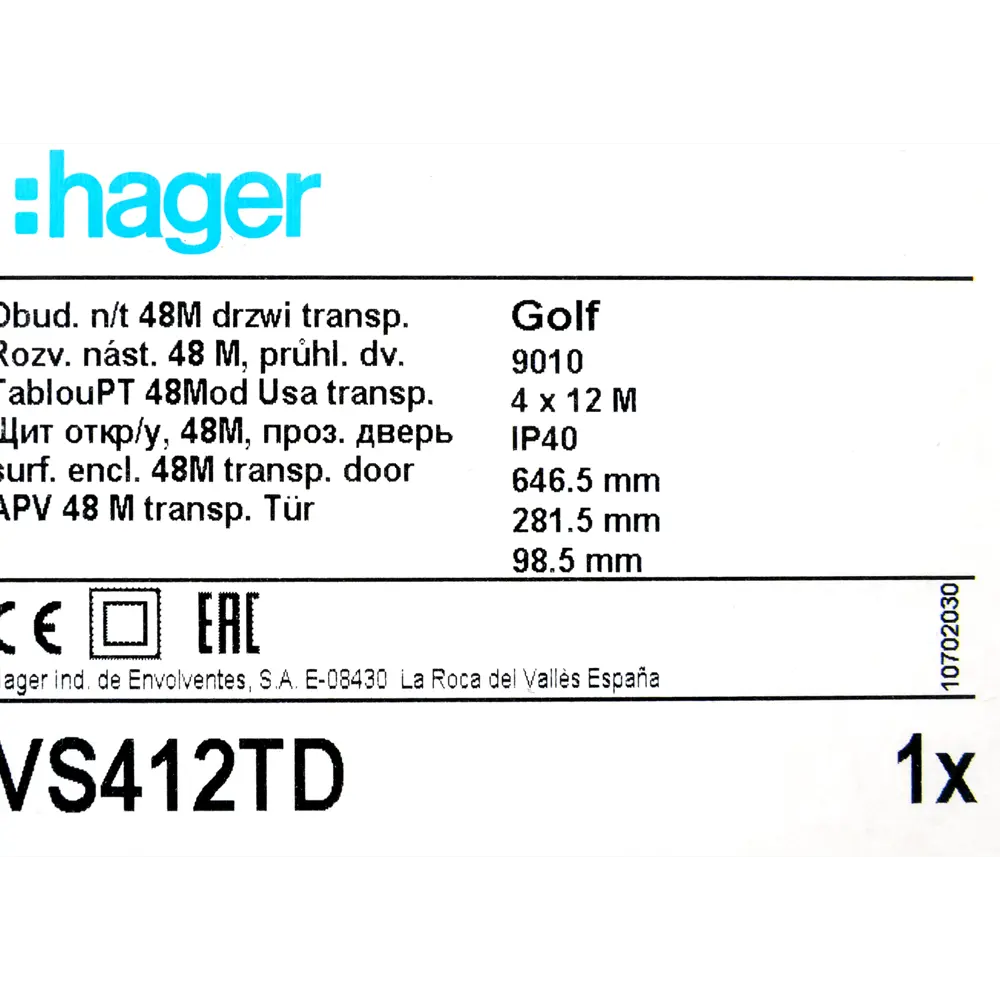 :hager
Obud. n/t 48M drzwi transp.
Rozv. nást. 48 M, průhl. dv.
TablouPT 48Mod Usa transp.
Щит откр/у, 48М, проз. дверь
surf. encl. 48M transp. door
APV 48 M transp. Tür
Golf
9010
4 x 12 M
IP40
646.5 mm
281.5 mm
98.5 mm
CE EAC
10702030
Hager ind. de Envolventes, S.A. E-08430 La Roca del Vallès España
VS412TD
1x